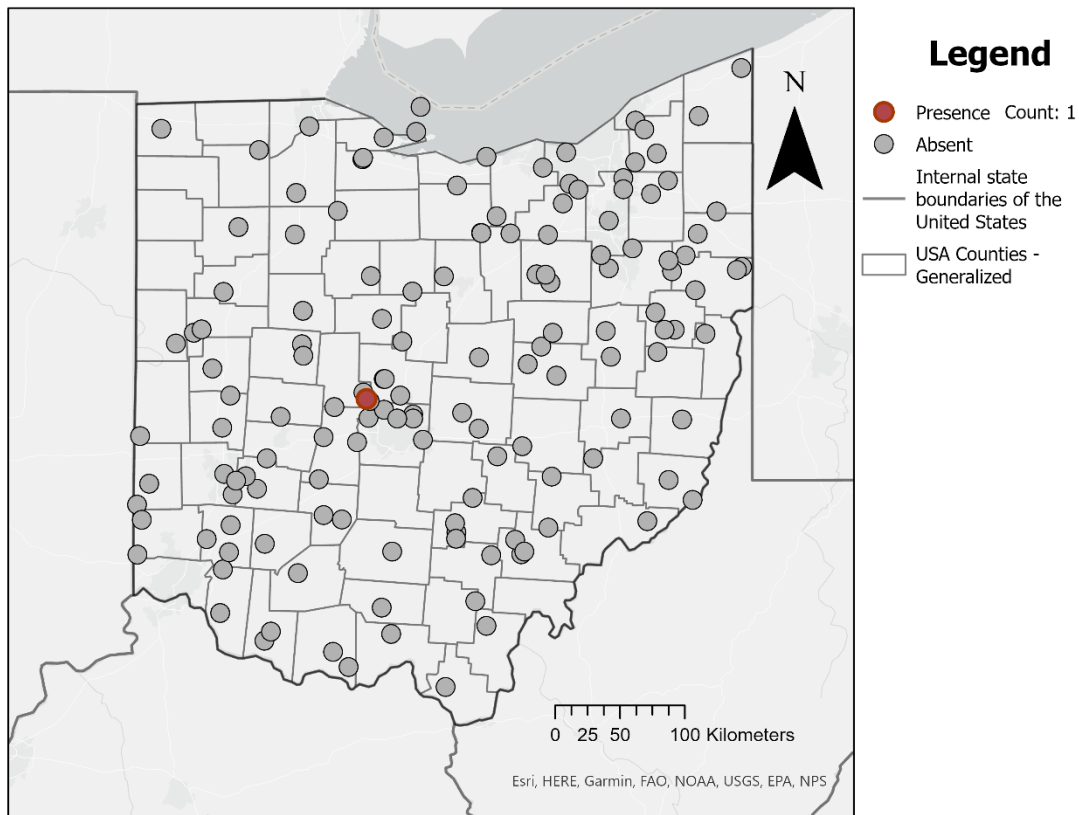 Legend
N
Presence Count: 1
Absent
Internal state
boundaries of the
United States
USA Counties -
Generalized
0 25 50 100 Kilometers
Esri, HERE, Garmin, FAO, NOAA, USGS, EPA, NPS